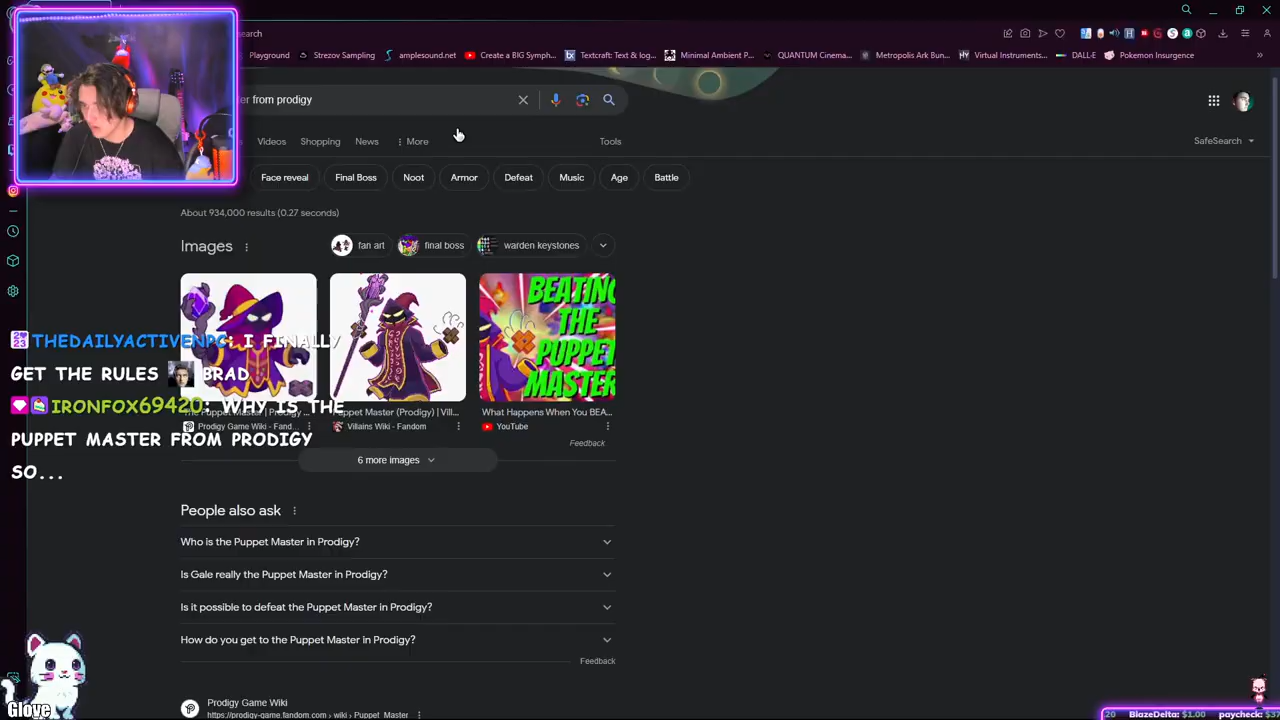 search
Playground
Strezov Sampling
amplesound.net
Create a BIG Symph...
Textcraft: Text & log...
Minimal Ambient P...
QUANTUM Cinema...
Metropolis Ark Bun...
Virtual Instruments...
DALL·E
Pokemon Insurgence
er from prodigy
Videos
Shopping
News
More
Tools
SafeSearch
Face reveal
Final Boss
Noot
Armor
Defeat
Music
Age
Battle
About 934,000 results (0.27 seconds)
Images
fan art
final boss
warden keystones
BEATING
THE
PUPPET
MASTER
The Puppet Master | Prodigy ...
Puppet Master (Prodigy) | Vill...
What Happens When You BEA...
Prodigy Game Wiki - Fand...
Villains Wiki - Fandom
YouTube
Feedback
6 more images
THEDAILYACTIVENPC: I FINALLY
GET THE RULES BRAD
IRONFOX69420: WHY IS THE
PUPPET MASTER FROM PRODIGY
SO...
People also ask
Who is the Puppet Master in Prodigy?
Is Gale really the Puppet Master in Prodigy?
Is it possible to defeat the Puppet Master in Prodigy?
How do you get to the Puppet Master in Prodigy?
Feedback
Prodigy Game Wiki
https://prodigy-game.fandom.com › wiki › Puppet_Master
Glove
20 BlazeDelta: $1.00 paycheck: